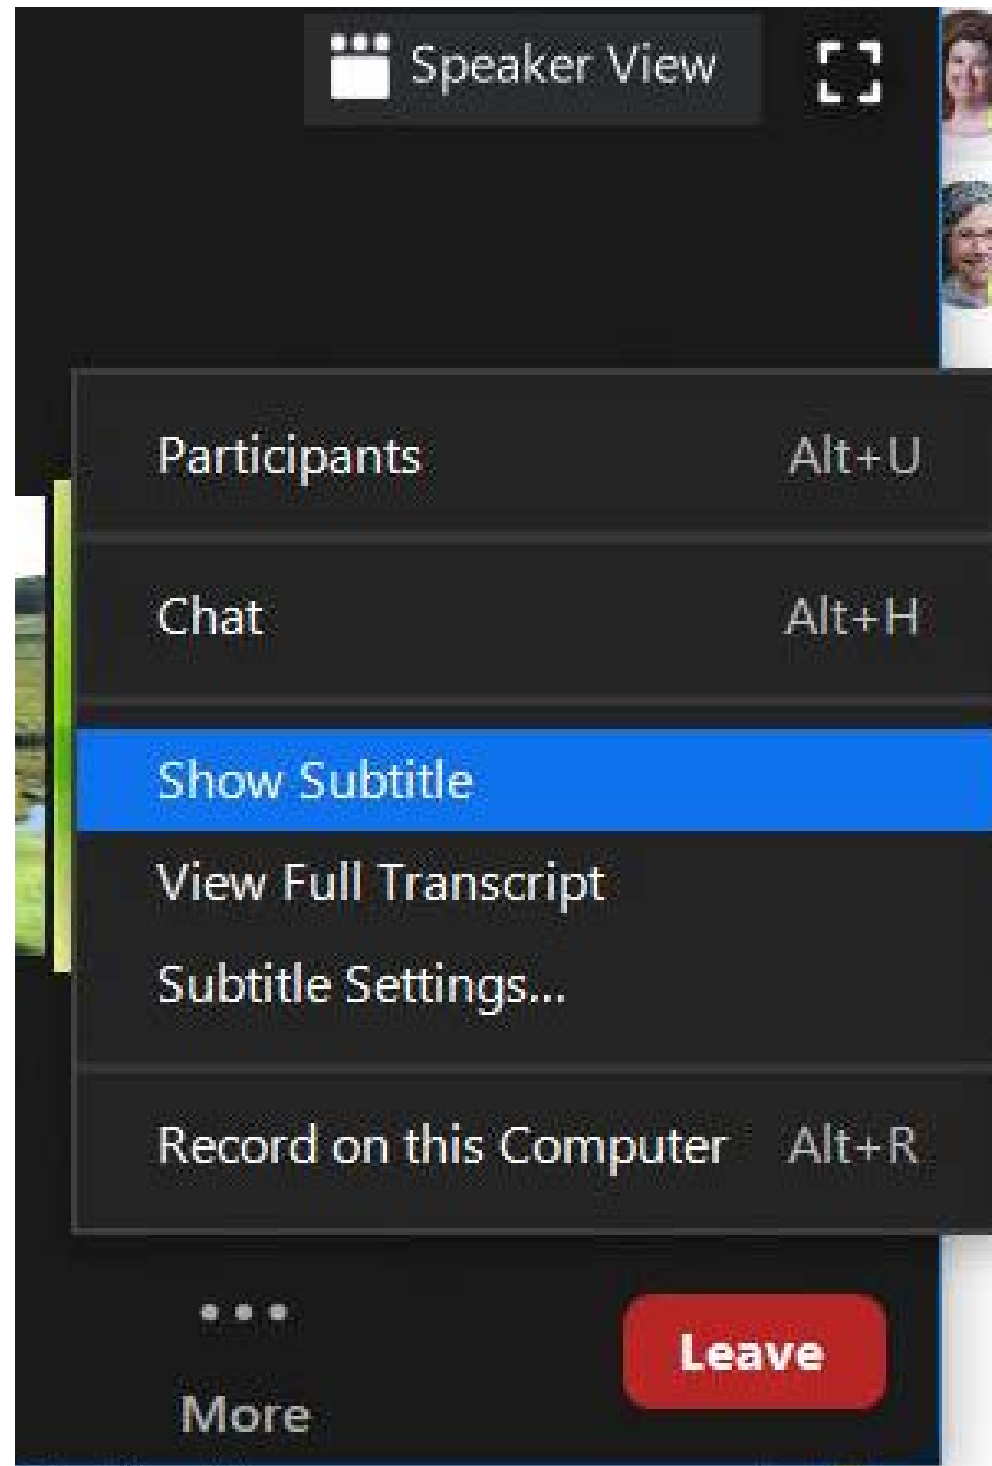 Speaker View
Participants Alt+U
Chat Alt+H
Show Subtitle
View Full Transcript
Subtitle Settings...
Record on this Computer Alt+R
More
Leave